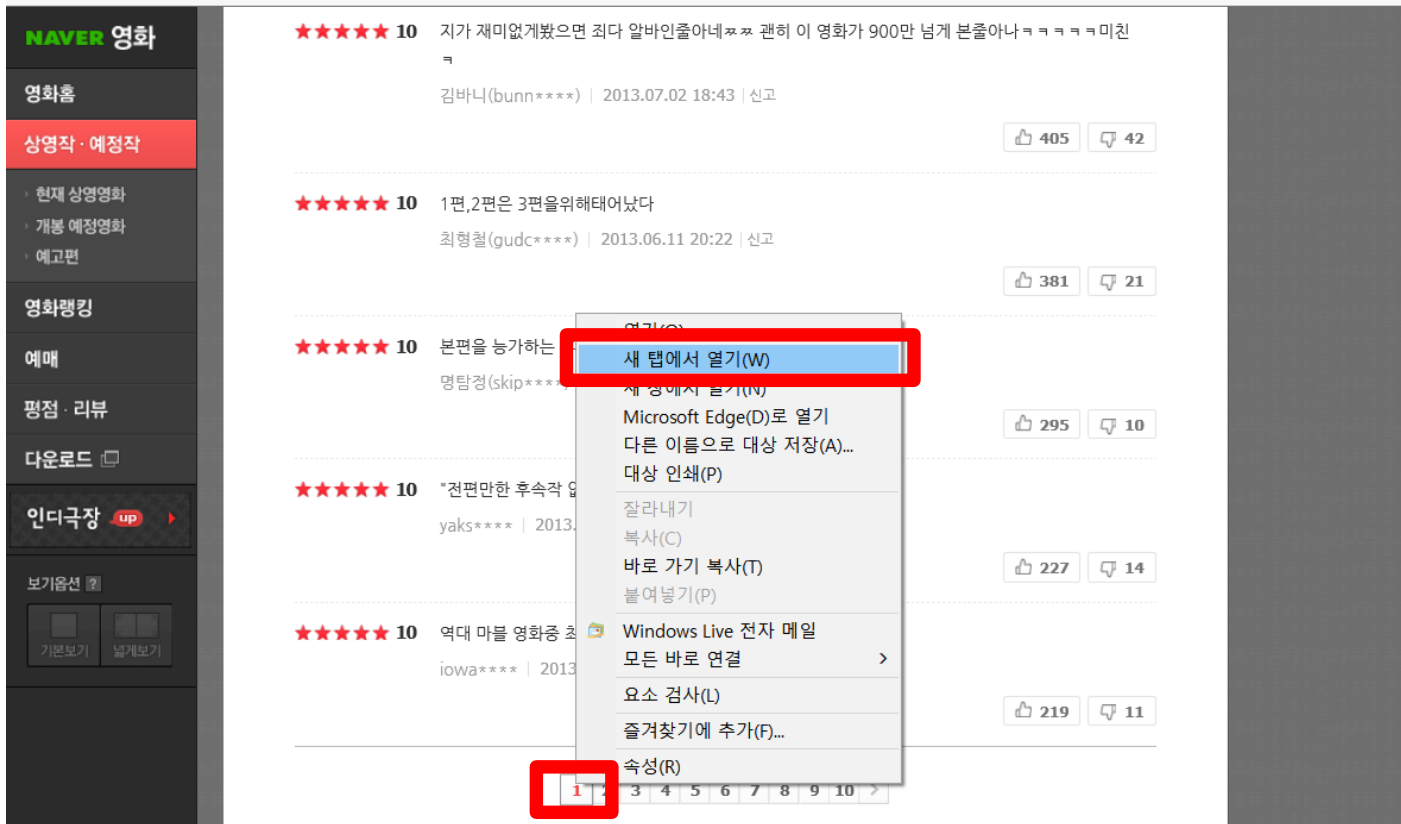 NAVER 영화
영화홈
상영작 · 예정작
현재 상영영화
개봉 예정영화
예고편
영화랭킹
예매
평점 · 리뷰
다운로드
인디극장 up
보기옵션 ?
기본보기 넓게보기
★★★★★ 10 지가 재미없게봤으면 죄다 알바인줄아네ㅉㅉ 괜히 이 영화가 900만 넘게 본줄아나ㅋㅋㅋㅋㅋ미친
ㅋ
김바니(bunn****) | 2013.07.02 18:43 | 신고
405 42
★★★★★ 10 1편,2편은 3편을위해태어났다
최형철(gudc****) | 2013.06.11 20:22 | 신고
381 21
★★★★★ 10 본편을 능가하는
명탐정(skip****)
295 10
★★★★★ 10 "전편만한 후속작
yaks**** | 2013.
227 14
★★★★★ 10 역대 마블 영화중
iowa**** | 2013
219 11
열기(O)
새 탭에서 열기(W)
새 창에서 열기(N)
Microsoft Edge(D)로 열기
다른 이름으로 대상 저장(A)...
대상 인쇄(P)
잘라내기
복사(C)
바로 가기 복사(T)
붙여넣기(P)
Windows Live 전자 메일
모든 바로 연결 >
요소 검사(L)
즐겨찾기에 추가(F)...
속성(R)
1 2 3 4 5 6 7 8 9 10 >